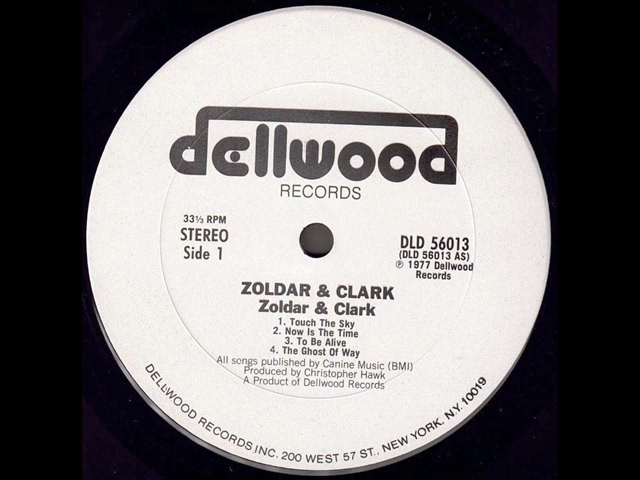 dellwood
RECORDS
33⅓ RPM
STEREO
Side 1
DLD 56013
(DLD 56013 AS)
℗ 1977 Dellwood
Records
ZOLDAR & CLARK
Zoldar & Clark
1. Touch The Sky
2. Now Is The Time
3. To Be Alive
4. The Ghost Of Way
All songs published by Canine Music (BMI)
Produced by Christopher Hawk
A Product of Dellwood Records
DELLWOOD RECORDS, INC. 200 WEST 57 ST., NEW YORK, N.Y. 10019